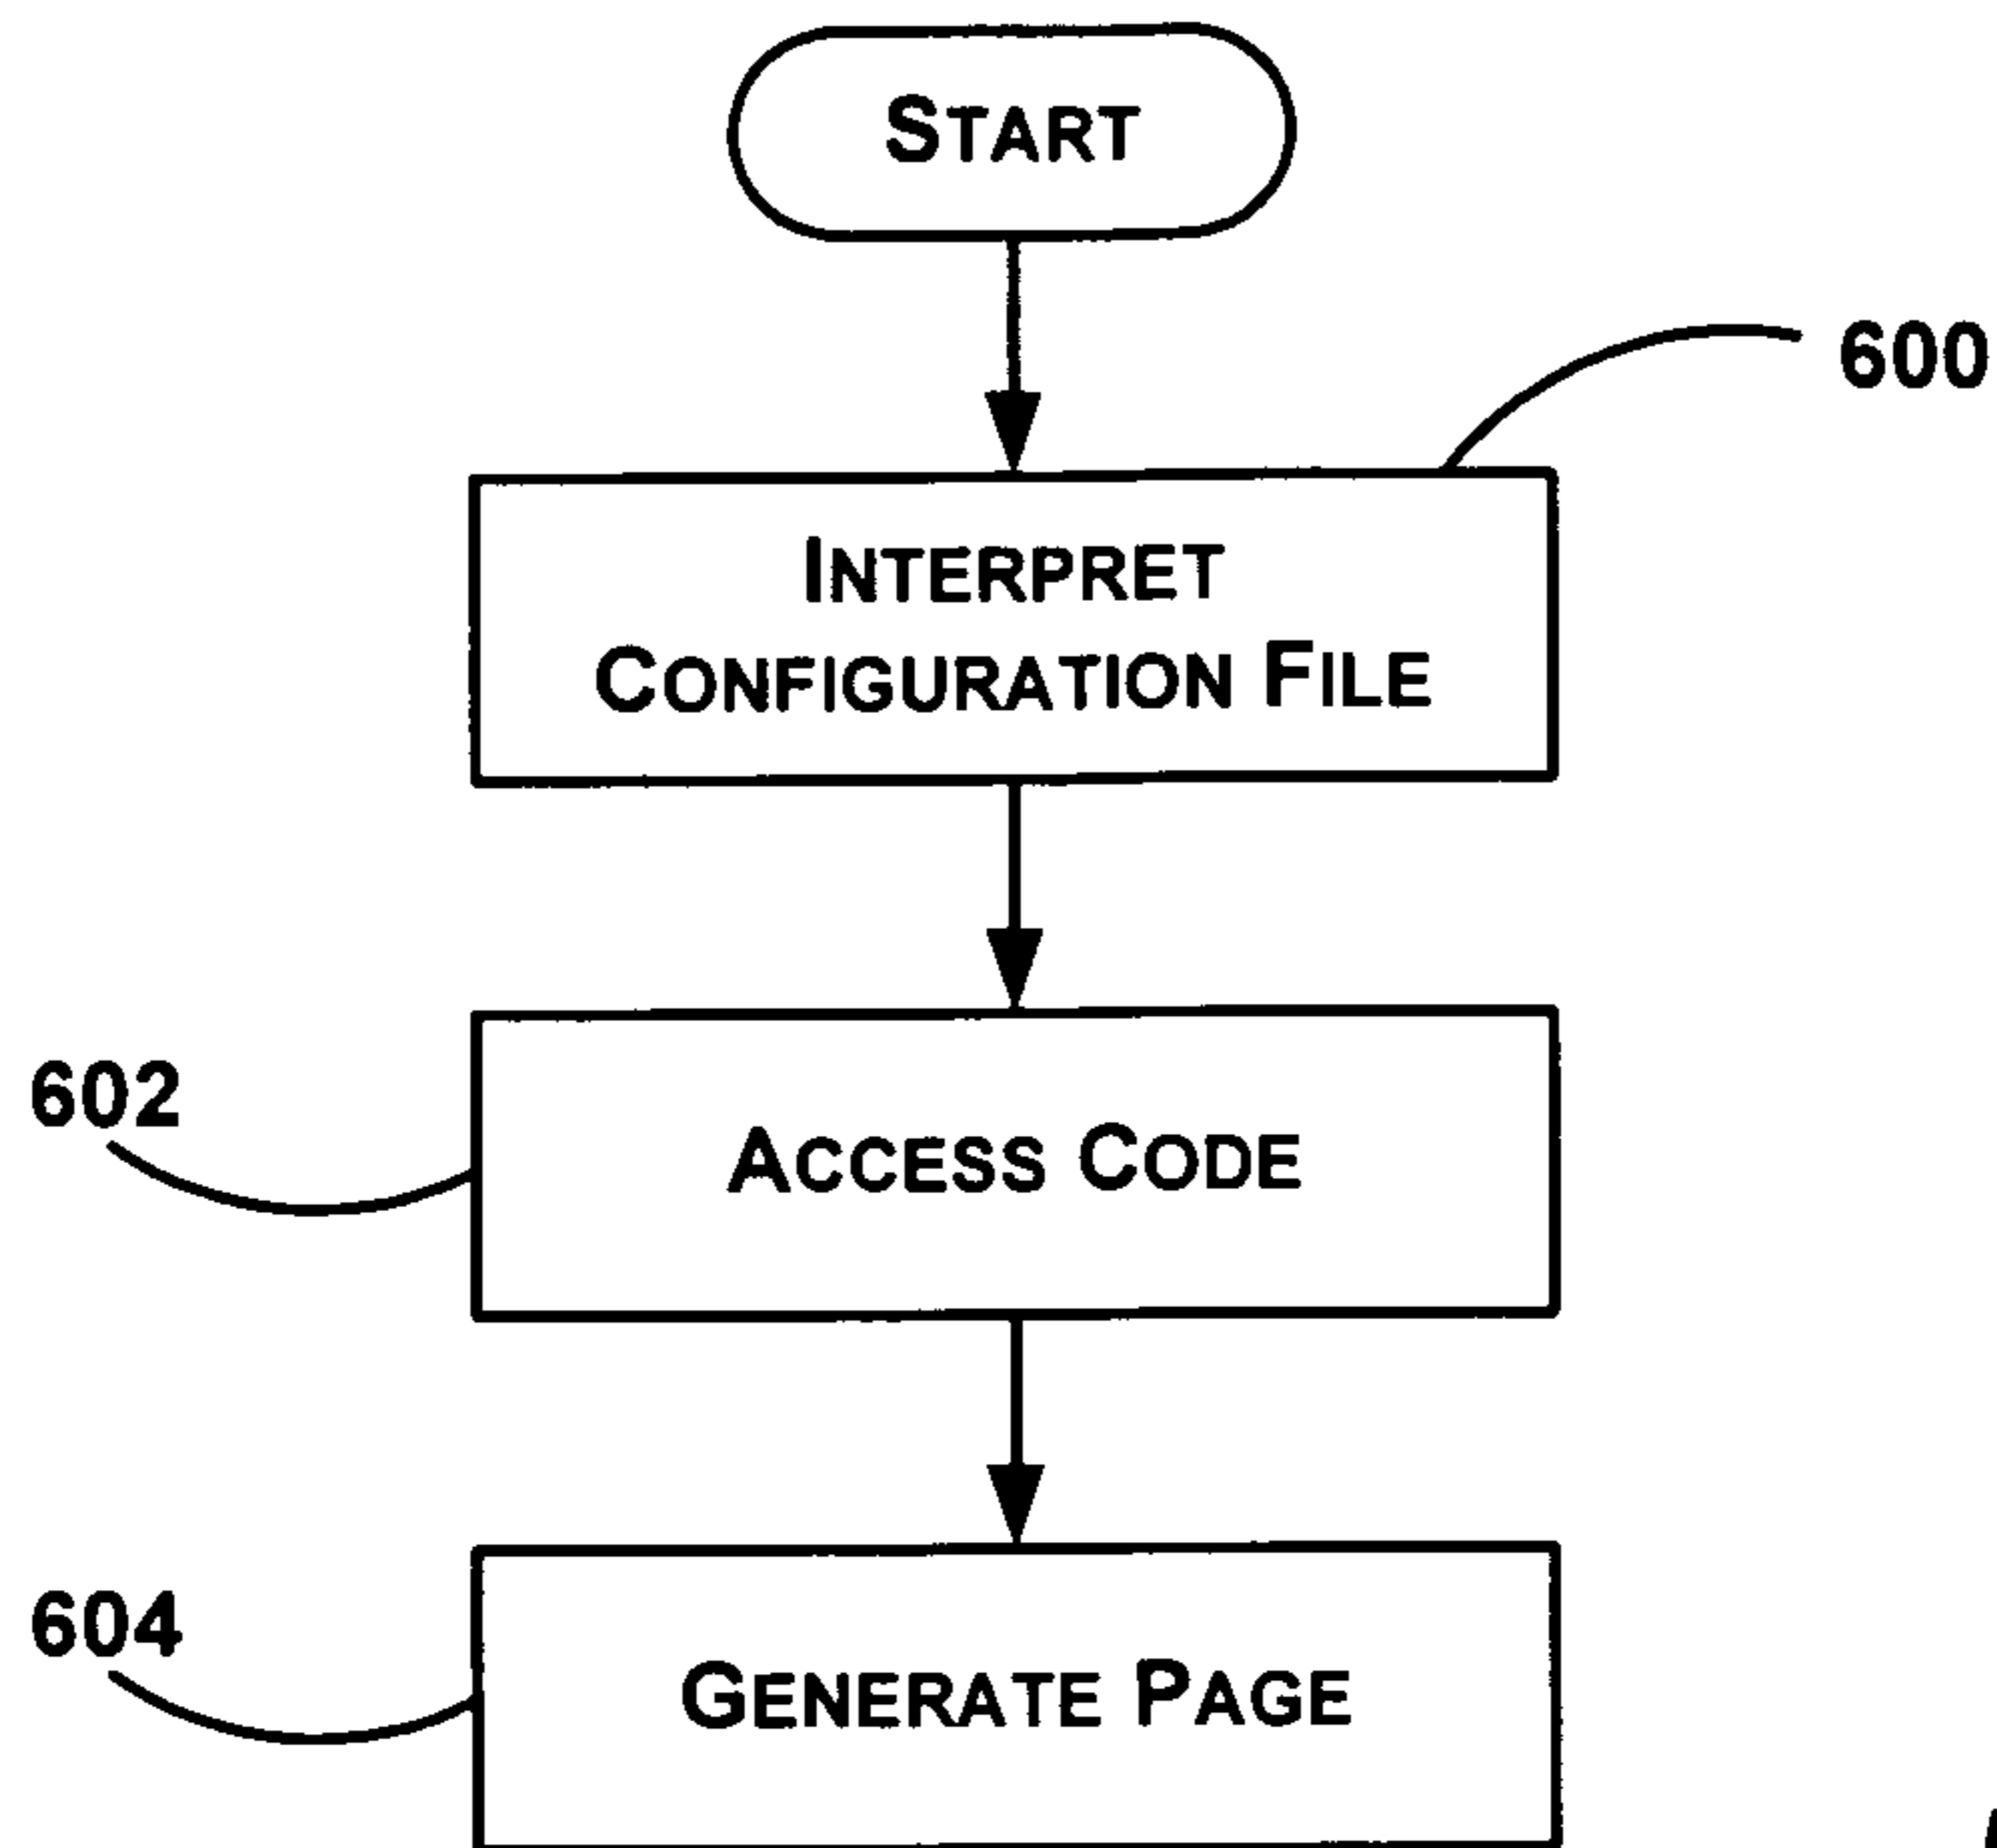 START
600
INTERPRET
CONFIGURATION FILE
602
ACCESS CODE
604
GENERATE PAGE